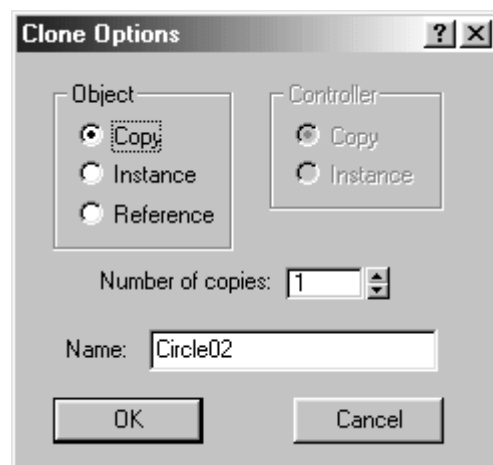 Clone Options
Object
Controller
Copy
Copy
Instance
Instance
Reference
Number of copies: 1
Name: Circle02
OK
Cancel